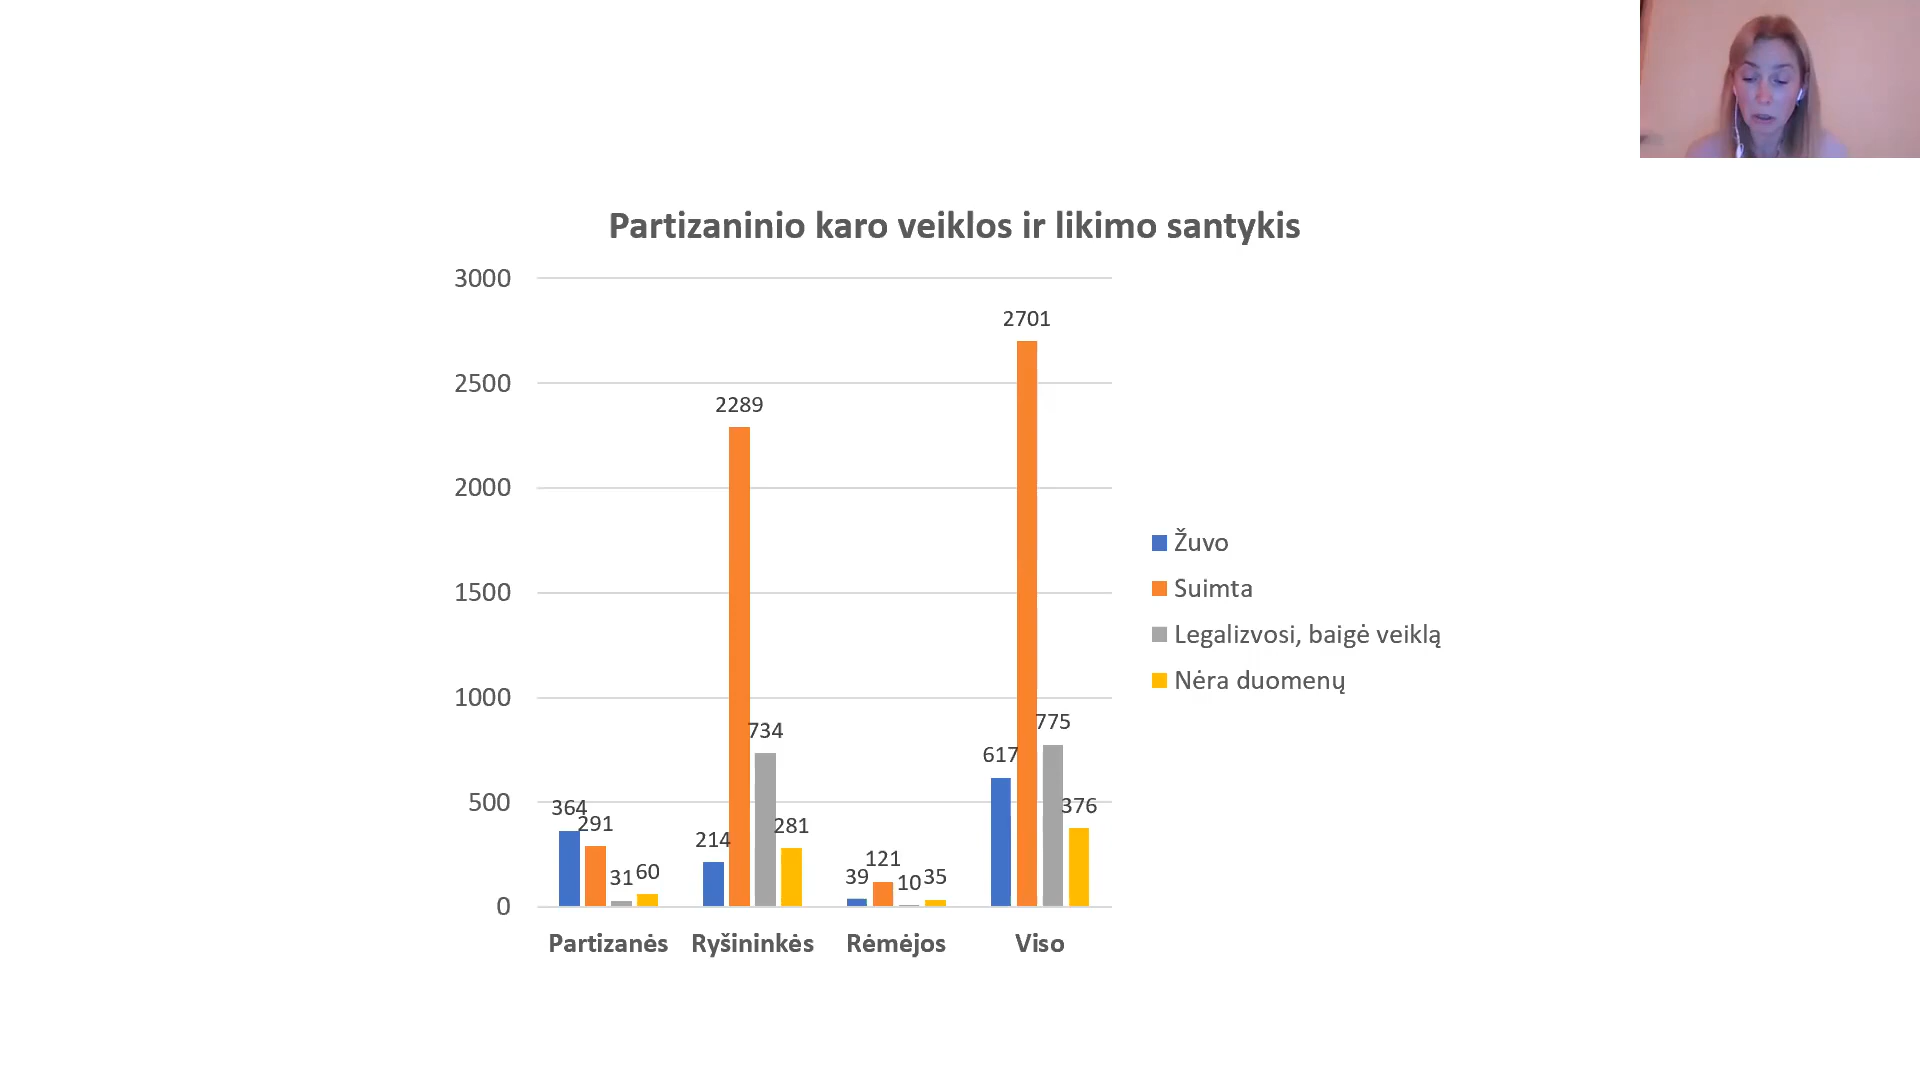 Partizaninio karo veiklos ir likimo santykis
3000
2500
2000
1500
1000
500
0
364
291
31
60
214
2289
734
281
39
121
10
35
617
2701
775
376
Partizanės
Ryšininkės
Rėmėjos
Viso
Žuvo
Suimta
Legalizvosi, baigė veiklą
Nėra duomenų